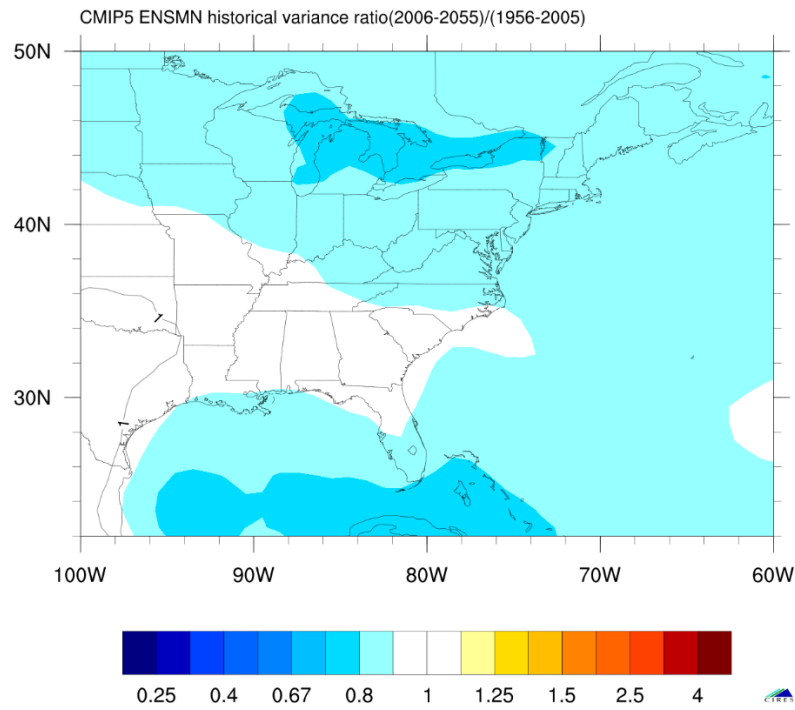 CMIP5 ENSMN historical variance ratio(2006-2055)/(1956-2005)
50N
40N
30N
1
1
100W 90W 80W 70W 60W
0.25 0.4 0.67 0.8 1 1.25 1.5 2.5 4
CIRES